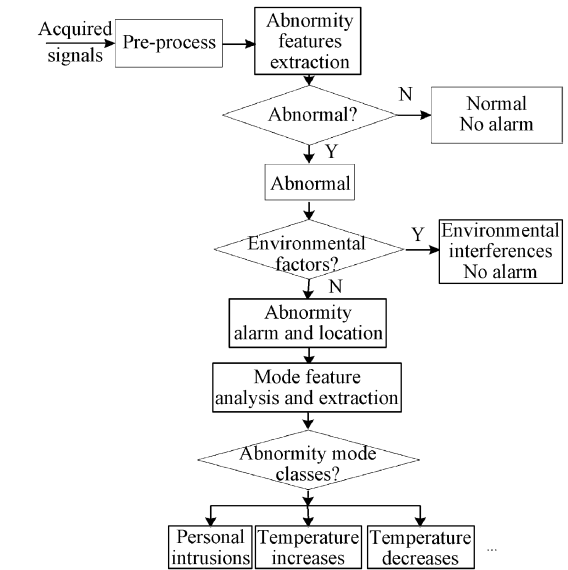 Acquired
signals
Pre-process
Abnormity
features
extraction
Abnormal?
N
Normal
No alarm
Y
Abnormal
Environmental
factors?
Y
Environmental
interferences
No alarm
N
Abnormity
alarm and location
Mode feature
analysis and extraction
Abnormity mode
classes?
Personal
intrusions
Temperature
increases
Temperature
decreases
...